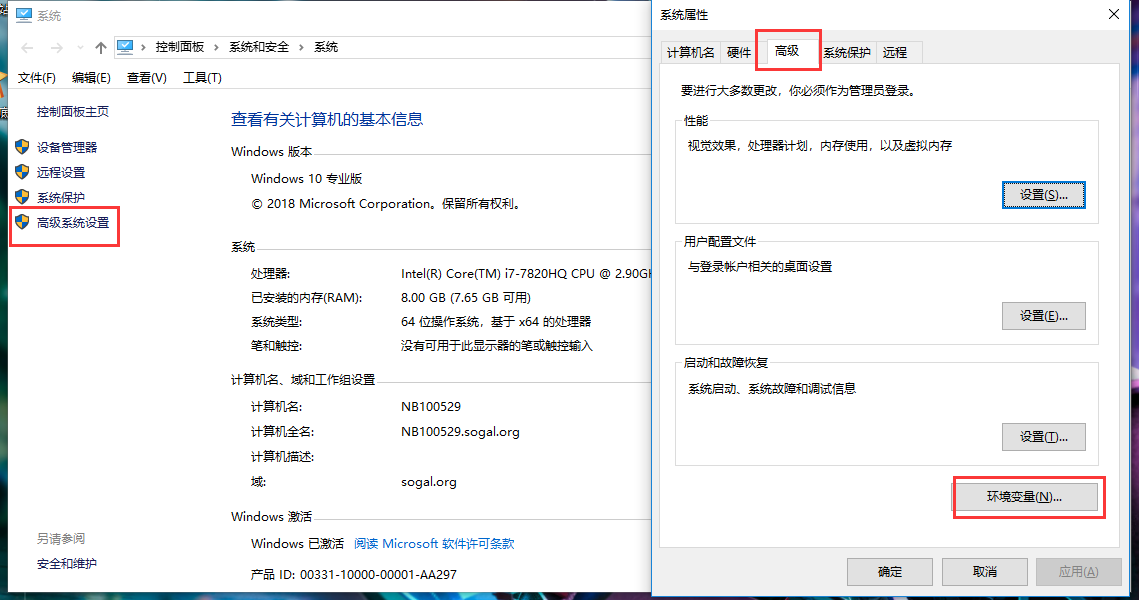 系统
控制面板 系统和安全 系统
文件(F) 编辑(E) 查看(V) 工具(T)
控制面板主页
设备管理器
远程设置
系统保护
高级系统设置
另请参阅
安全和维护
查看有关计算机的基本信息
Windows 版本
Windows 10 专业版
© 2018 Microsoft Corporation。保留所有权利。
系统
处理器: Intel(R) Core(TM) i7-7820HQ CPU @ 2.90GH
已安装的内存(RAM): 8.00 GB (7.65 GB 可用)
系统类型: 64 位操作系统，基于 x64 的处理器
笔和触控: 没有可用于此显示器的笔或触控输入
计算机名、域和工作组设置
计算机名: NB100529
计算机全名: NB100529.sogal.org
计算机描述:
域: sogal.org
Windows 激活
Windows 已激活 阅读 Microsoft 软件许可条款
产品 ID: 00331-10000-00001-AA297
系统属性
计算机名 硬件 高级 系统保护 远程
要进行大多数更改，你必须作为管理员登录。
性能
视觉效果，处理器计划，内存使用，以及虚拟内存
设置(S)...
用户配置文件
与登录帐户相关的桌面设置
设置(E)...
启动和故障恢复
系统启动、系统故障和调试信息
设置(T)...
环境变量(N)...
确定 取消 应用(A)